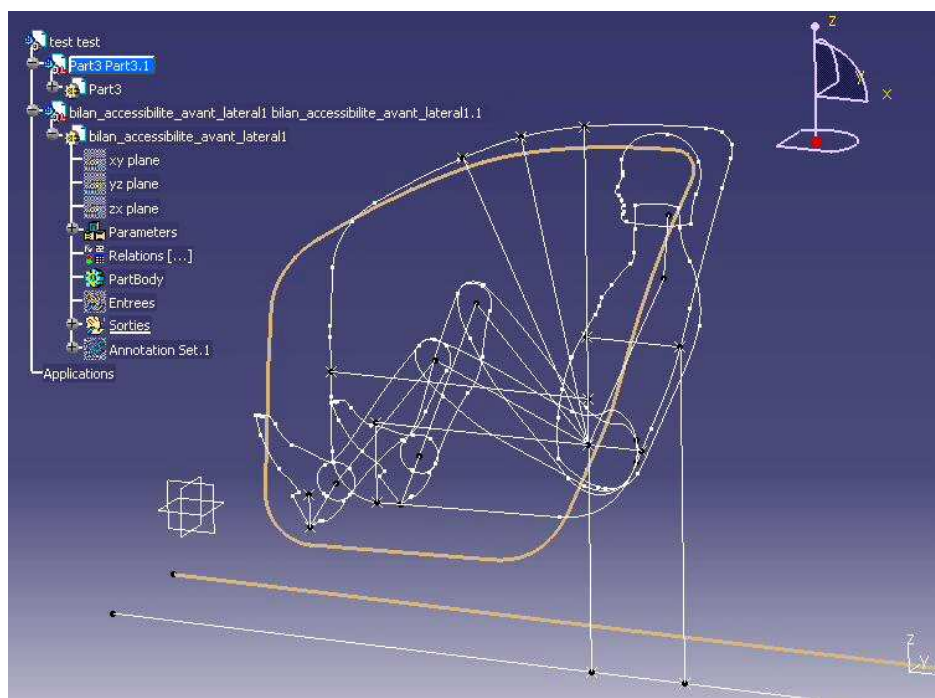 test test
Part3 Part3.1
Part3
bilan_accessibilite_avant_lateral1 bilan_accessibilite_avant_lateral1.1
bilan_accessibilite_avant_lateral1
xy plane
yz plane
zx plane
Parameters
Relations [...]
PartBody
Entrees
Sorties
Annotation Set.1
Applications
Z
Y
X
Z
Y